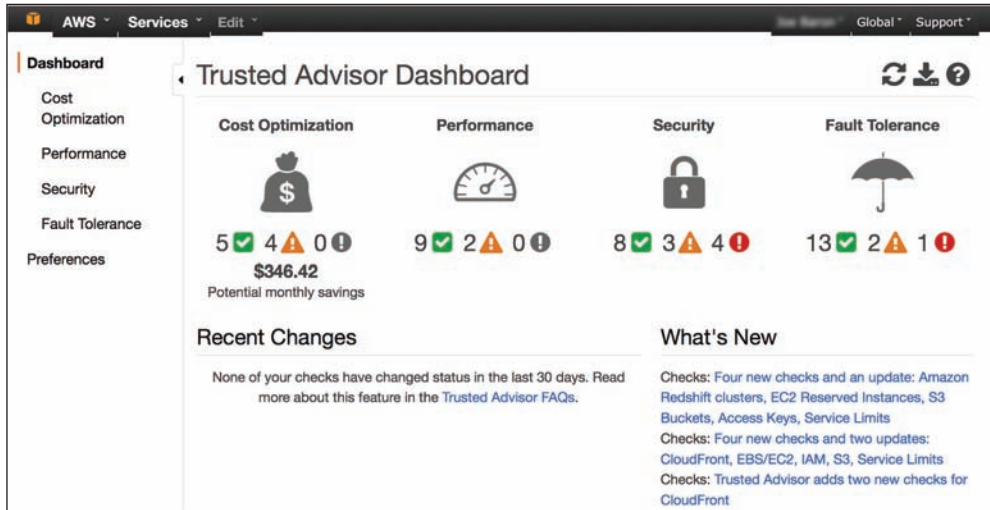 AWS Services Edit Global Support
Dashboard
Cost
Optimization
Performance
Security
Fault Tolerance
Preferences
Trusted Advisor Dashboard
Cost Optimization Performance Security Fault Tolerance
$
5 4 0 9 2 0 8 3 4 13 2 1
$346.42
Potential monthly savings
Recent Changes
None of your checks have changed status in the last 30 days. Read
more about this feature in the Trusted Advisor FAQs.
What's New
Checks: Four new checks and an update: Amazon
Redshift clusters, EC2 Reserved Instances, S3
Buckets, Access Keys, Service Limits
Checks: Four new checks and two updates:
CloudFront, EBS/EC2, IAM, S3, Service Limits
Checks: Trusted Advisor adds two new checks for
CloudFront